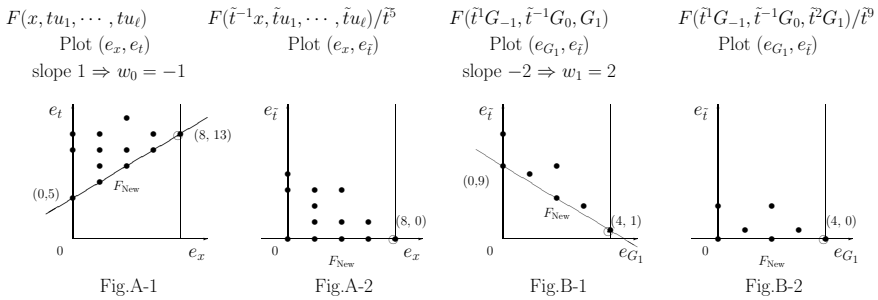 F(x, tu_1, ⋯, tu_ℓ)
Plot (e_x, e_t)
slope 1 ⇒ w_0 = −1
e_t
(8, 13)
(0,5)
F_New
0
e_x
Fig.A-1
F(t̃^{-1}x, t̃u_1, ⋯, t̃u_ℓ)/t̃^5
Plot (e_x, e_t̃)
e_t̃
(8, 0)
0
e_x
F_New
Fig.A-2
F(t̃^1G_{-1}, t̃^{-1}G_0, G_1)
Plot (e_{G_1}, e_t̃)
slope −2 ⇒ w_1 = 2
e_t̃
(0,9)
F_New
(4, 1)
0
e_{G_1}
Fig.B-1
F(t̃^1G_{-1}, t̃^{-1}G_0, t̃^2G_1)/t̃^9
Plot (e_{G_1}, e_t̃)
e_t̃
(4, 0)
0
e_{G_1}
F_New
Fig.B-2